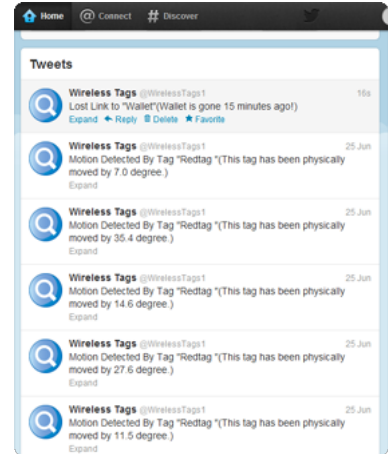 Home @ Connect # Discover
Tweets
Wireless Tags @WirelessTags1 16s
Lost Link to "Wallet"(Wallet is gone 15 minutes ago!)
Expand Reply Delete Favorite
Wireless Tags @WirelessTags1 25 Jun
Motion Detected By Tag "Redtag "(This tag has been physically
moved by 7.0 degree.)
Expand
Wireless Tags @WirelessTags1 25 Jun
Motion Detected By Tag "Redtag "(This tag has been physically
moved by 35.4 degree.)
Expand
Wireless Tags @WirelessTags1 25 Jun
Motion Detected By Tag "Redtag "(This tag has been physically
moved by 14.6 degree.)
Expand
Wireless Tags @WirelessTags1 25 Jun
Motion Detected By Tag "Redtag "(This tag has been physically
moved by 27.6 degree.)
Expand
Wireless Tags @WirelessTags1 25 Jun
Motion Detected By Tag "Redtag "(This tag has been physically
moved by 11.5 degree.)
Expand